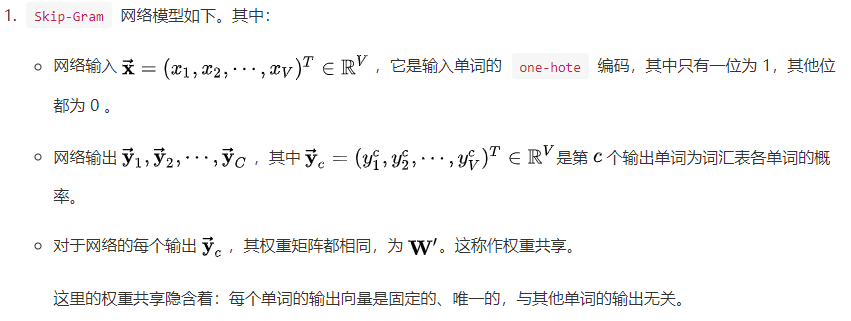 1. Skip-Gram 网络模型如下。其中：
○ 网络输入 $\vec{\mathbf{x}} = (x_1, x_2, \cdots, x_V)^T \in \mathbb{R}^V$ ，它是输入单词的 one-hote 编码，其中只有一位为 1，其他位
都为 0 。
○ 网络输出 $\vec{\mathbf{y}}_1, \vec{\mathbf{y}}_2, \cdots, \vec{\mathbf{y}}_C$ ，其中 $\vec{\mathbf{y}}_c = (y_1^c, y_2^c, \cdots, y_V^c)^T \in \mathbb{R}^V$ 是第 $c$ 个输出单词为词汇表各单词的概
率。
○ 对于网络的每个输出 $\vec{\mathbf{y}}_c$ ，其权重矩阵都相同，为 $\mathbf{W}'$。这称作权重共享。
这里的权重共享隐含着：每个单词的输出向量是固定的、唯一的，与其他单词的输出无关。